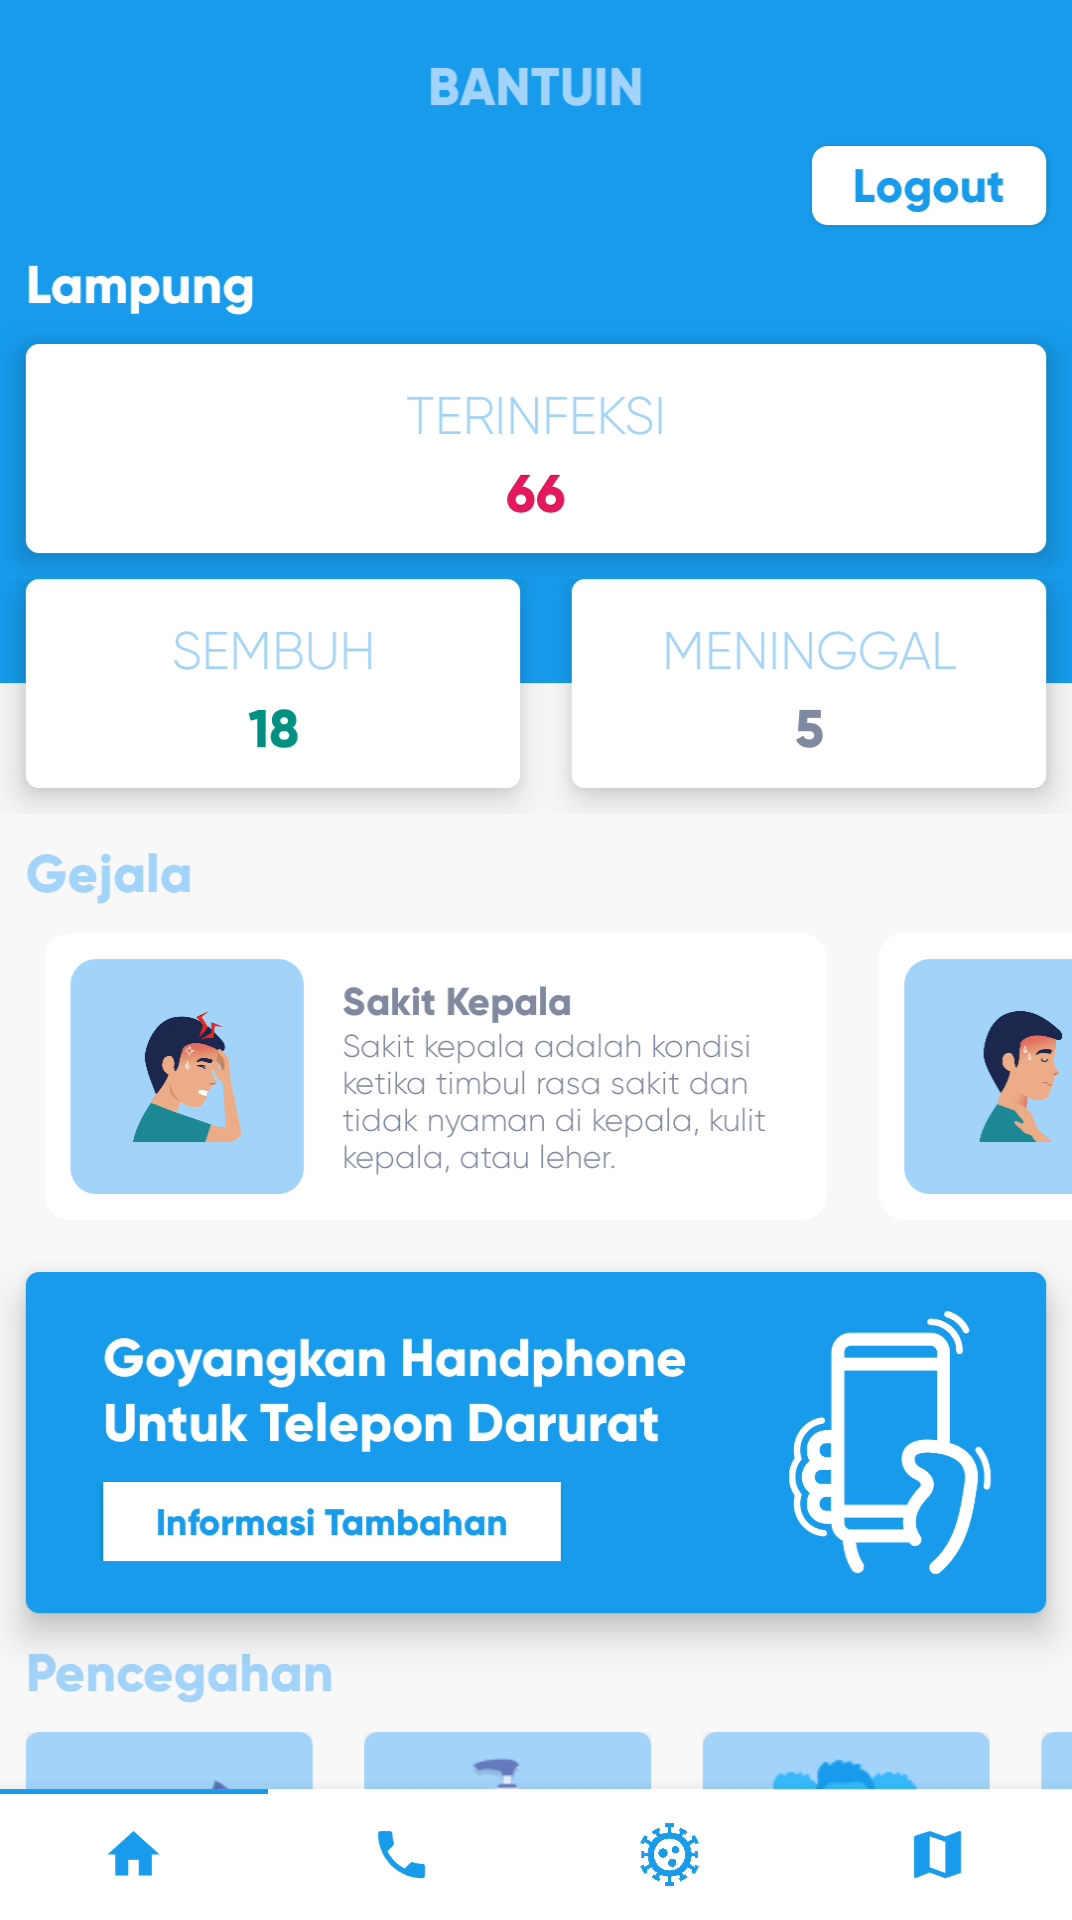 BANTUIN
Logout
Lampung
TERINFEKSI
66
SEMBUH
18
MENINGGAL
5
Gejala
Sakit Kepala
Sakit kepala adalah kondisi
ketika timbul rasa sakit dan
tidak nyaman di kepala, kulit
kepala, atau leher.
Goyangkan Handphone
Untuk Telepon Darurat
Informasi Tambahan
Pencegahan